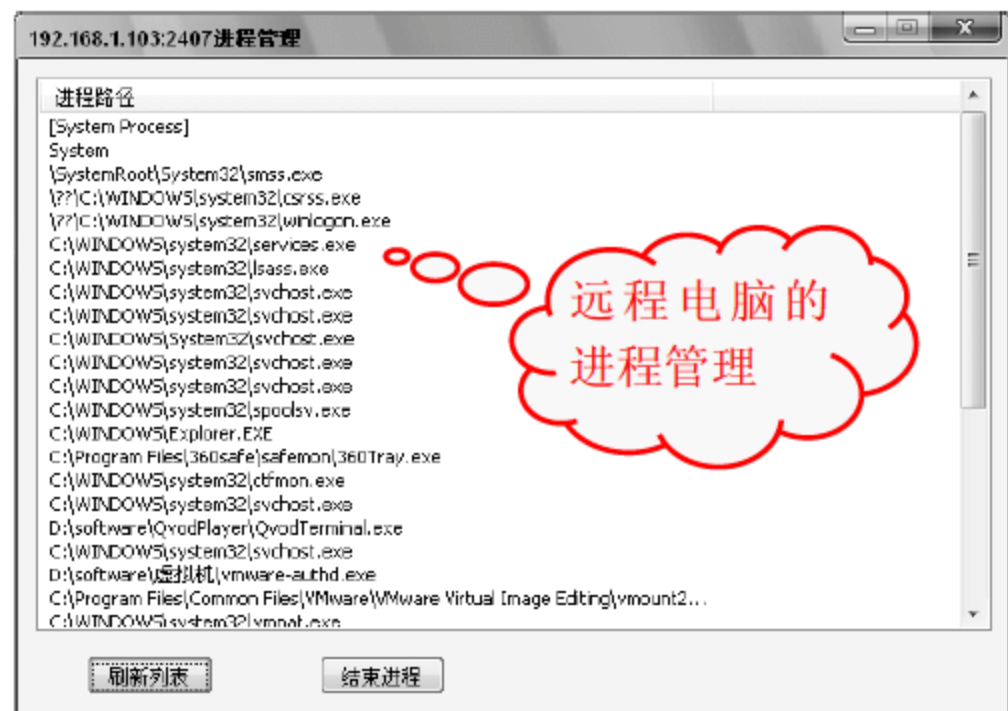 192.168.1.103:2407进程管理
进程路径
[System Process]
System
\SystemRoot\System32\smss.exe
\??\C:\WINDOWS\system32\csrss.exe
\??\C:\WINDOWS\system32\winlogon.exe
C:\WINDOWS\system32\services.exe
C:\WINDOWS\system32\lsass.exe
C:\WINDOWS\system32\svchost.exe
C:\WINDOWS\system32\svchost.exe
C:\WINDOWS\System32\svchost.exe
C:\WINDOWS\system32\svchost.exe
C:\WINDOWS\system32\svchost.exe
C:\WINDOWS\system32\spoolsv.exe
C:\WINDOWS\Explorer.EXE
C:\Program Files\360safe\safemon\360Tray.exe
C:\WINDOWS\system32\ctfmon.exe
C:\WINDOWS\system32\svchost.exe
D:\software\QvodPlayer\QvodTerminal.exe
C:\WINDOWS\system32\svchost.exe
D:\software\虚拟机\vmware-authd.exe
C:\Program Files\Common Files\VMware\VMware Virtual Image Editing\vmount2...
C:\WINDOWS\system32\vmnat.exe
远程电脑的
进程管理
刷新列表
结束进程